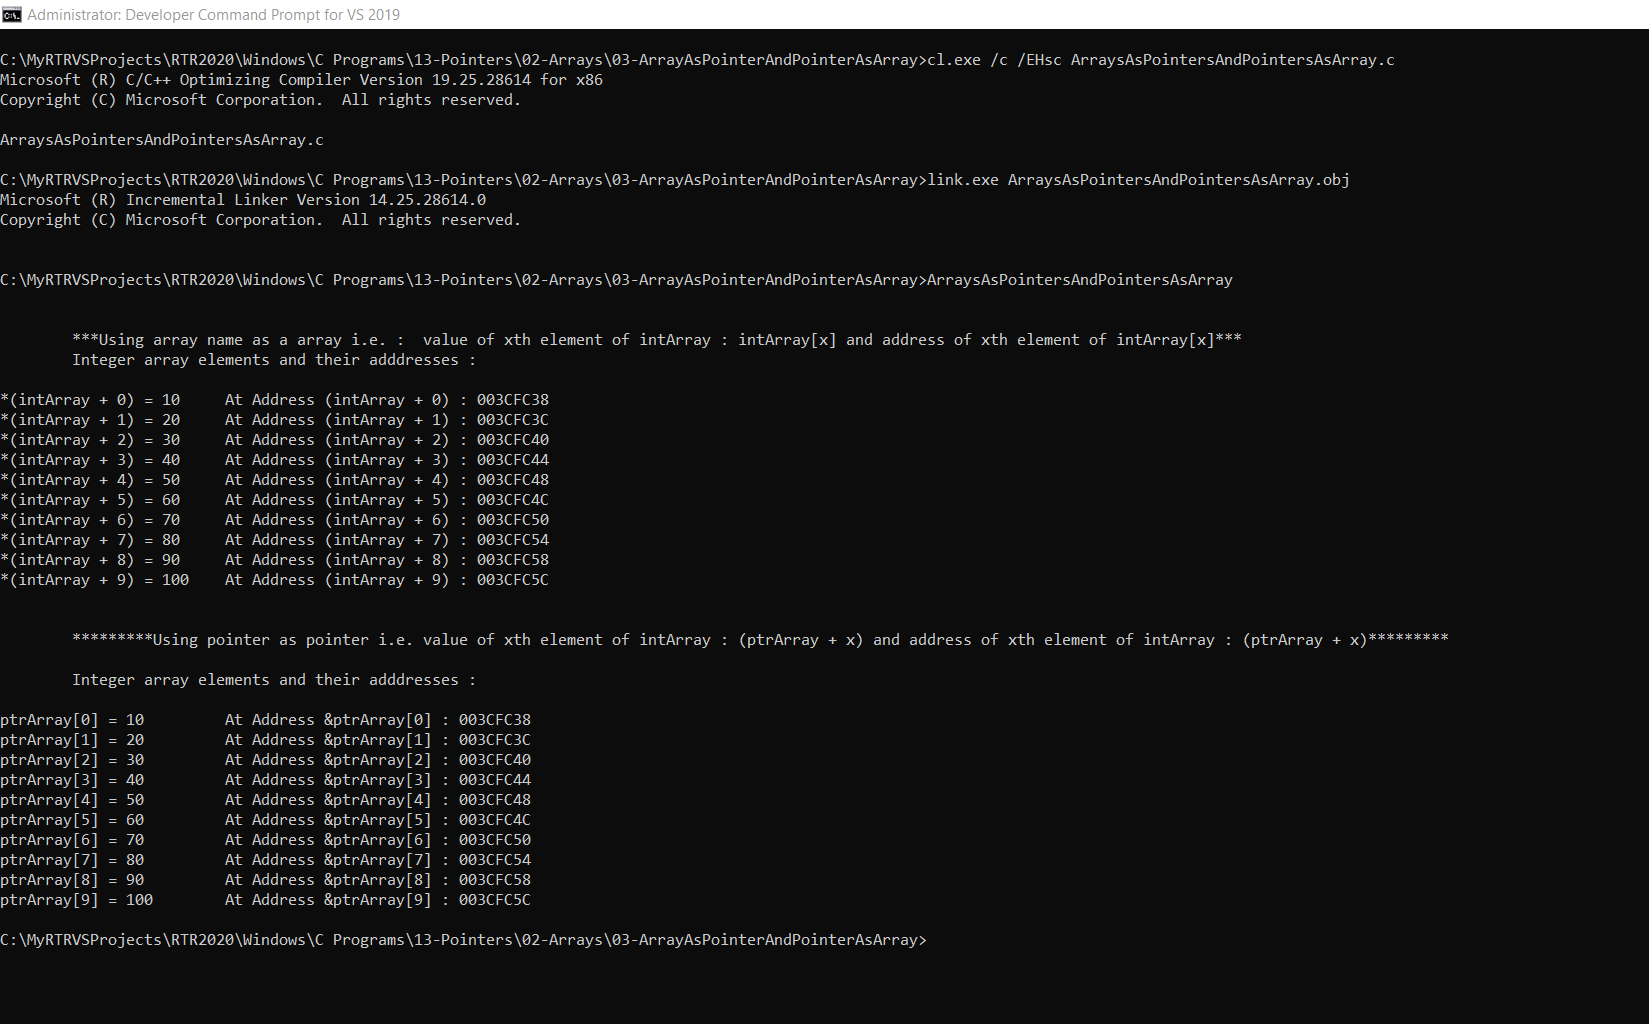 Administrator: Developer Command Prompt for VS 2019
C:\MyRTRVSProjects\RTR2020\Windows\C Programs\13-Pointers\02-Arrays\03-ArrayAsPointerAndPointerAsArray>cl.exe /c /EHsc ArraysAsPointersAndPointersAsArray.c
Microsoft (R) C/C++ Optimizing Compiler Version 19.25.28614 for x86
Copyright (C) Microsoft Corporation.  All rights reserved.
ArraysAsPointersAndPointersAsArray.c
C:\MyRTRVSProjects\RTR2020\Windows\C Programs\13-Pointers\02-Arrays\03-ArrayAsPointerAndPointerAsArray>link.exe ArraysAsPointersAndPointersAsArray.obj
Microsoft (R) Incremental Linker Version 14.25.28614.0
Copyright (C) Microsoft Corporation.  All rights reserved.
C:\MyRTRVSProjects\RTR2020\Windows\C Programs\13-Pointers\02-Arrays\03-ArrayAsPointerAndPointerAsArray>ArraysAsPointersAndPointersAsArray
***Using array name as a array i.e. :  value of xth element of intArray : intArray[x] and address of xth element of intArray[x]***
Integer array elements and their adddresses :
*(intArray + 0) = 10     At Address (intArray + 0) : 003CFC38
*(intArray + 1) = 20     At Address (intArray + 1) : 003CFC3C
*(intArray + 2) = 30     At Address (intArray + 2) : 003CFC40
*(intArray + 3) = 40     At Address (intArray + 3) : 003CFC44
*(intArray + 4) = 50     At Address (intArray + 4) : 003CFC48
*(intArray + 5) = 60     At Address (intArray + 5) : 003CFC4C
*(intArray + 6) = 70     At Address (intArray + 6) : 003CFC50
*(intArray + 7) = 80     At Address (intArray + 7) : 003CFC54
*(intArray + 8) = 90     At Address (intArray + 8) : 003CFC58
*(intArray + 9) = 100    At Address (intArray + 9) : 003CFC5C
*********Using pointer as pointer i.e. value of xth element of intArray : (ptrArray + x) and address of xth element of intArray : (ptrArray + x)*********
Integer array elements and their adddresses :
ptrArray[0] = 10         At Address &ptrArray[0] : 003CFC38
ptrArray[1] = 20         At Address &ptrArray[1] : 003CFC3C
ptrArray[2] = 30         At Address &ptrArray[2] : 003CFC40
ptrArray[3] = 40         At Address &ptrArray[3] : 003CFC44
ptrArray[4] = 50         At Address &ptrArray[4] : 003CFC48
ptrArray[5] = 60         At Address &ptrArray[5] : 003CFC4C
ptrArray[6] = 70         At Address &ptrArray[6] : 003CFC50
ptrArray[7] = 80         At Address &ptrArray[7] : 003CFC54
ptrArray[8] = 90         At Address &ptrArray[8] : 003CFC58
ptrArray[9] = 100        At Address &ptrArray[9] : 003CFC5C
C:\MyRTRVSProjects\RTR2020\Windows\C Programs\13-Pointers\02-Arrays\03-ArrayAsPointerAndPointerAsArray>